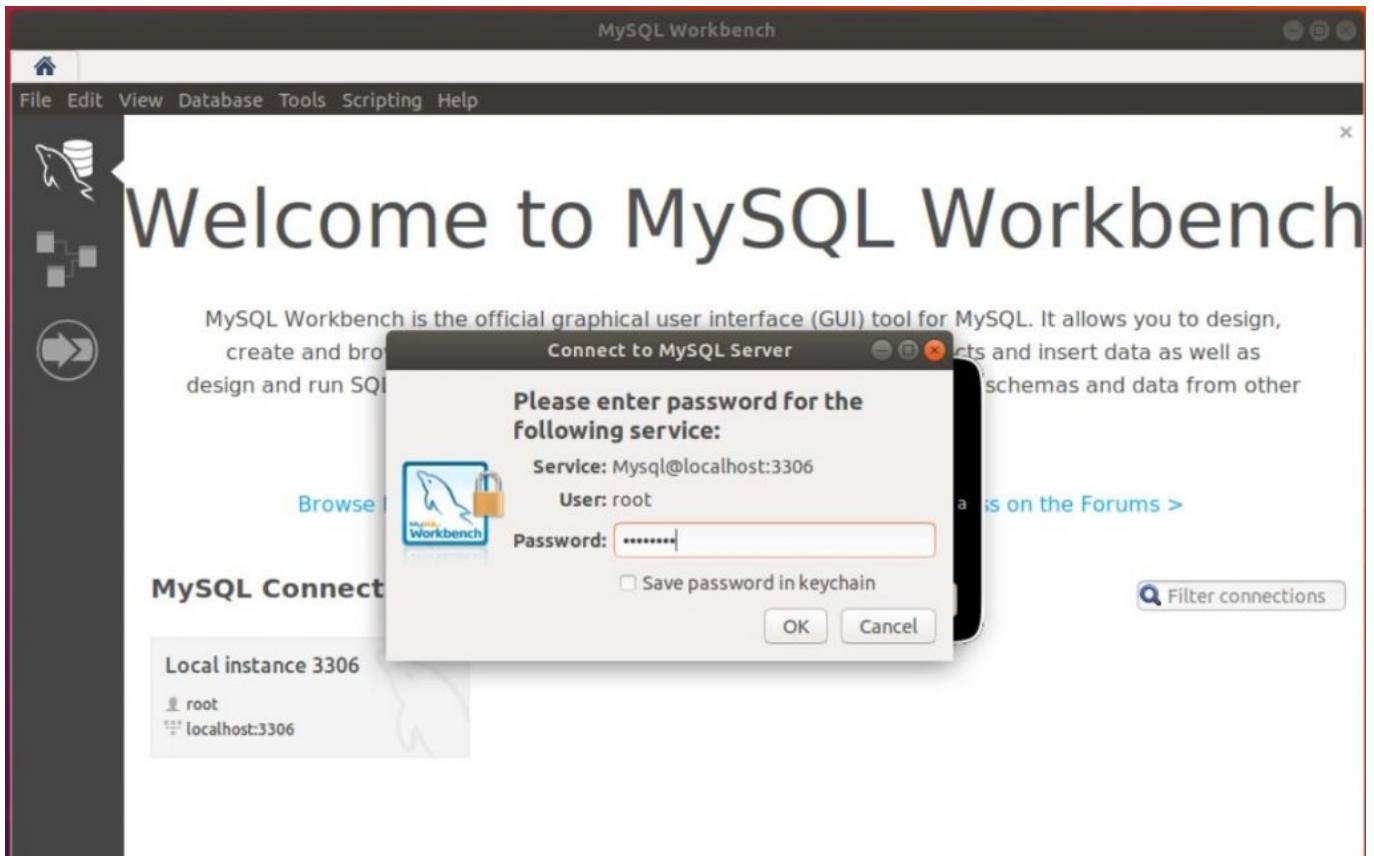 MySQL Workbench
File Edit View Database Tools Scripting Help
Welcome to MySQL Workbench
MySQL Workbench is the official graphical user interface (GUI) tool for MySQL. It allows you to design,
create and bro
cts and insert data as well as
design and run SQL
schemas and data from other
Connect to MySQL Server
Please enter password for the
following service:
Service: Mysql@localhost:3306
User: root
Password: ••••••••
Save password in keychain
OK Cancel
Browse
a
ss on the Forums >
MySQL Connect
Filter connections
Local instance 3306
root
localhost:3306
MySQL
Workbench